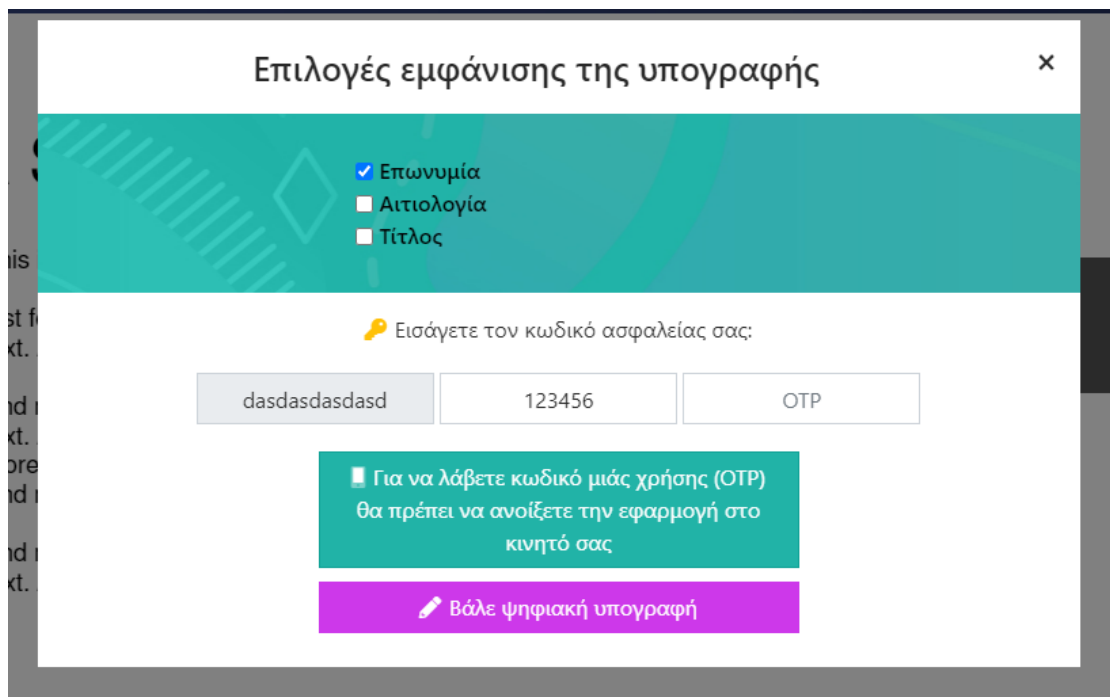 Επιλογές εμφάνισης της υπογραφής ×
Επωνυμία
Αιτιολογία
Τίτλος
Εισάγετε τον κωδικό ασφαλείας σας:
dasdasdasdasd 123456 OTP
Για να λάβετε κωδικό μιάς χρήσης (OTP)
θα πρέπει να ανοίξετε την εφαρμογή στο
κινητό σας
Βάλε ψηφιακή υπογραφή